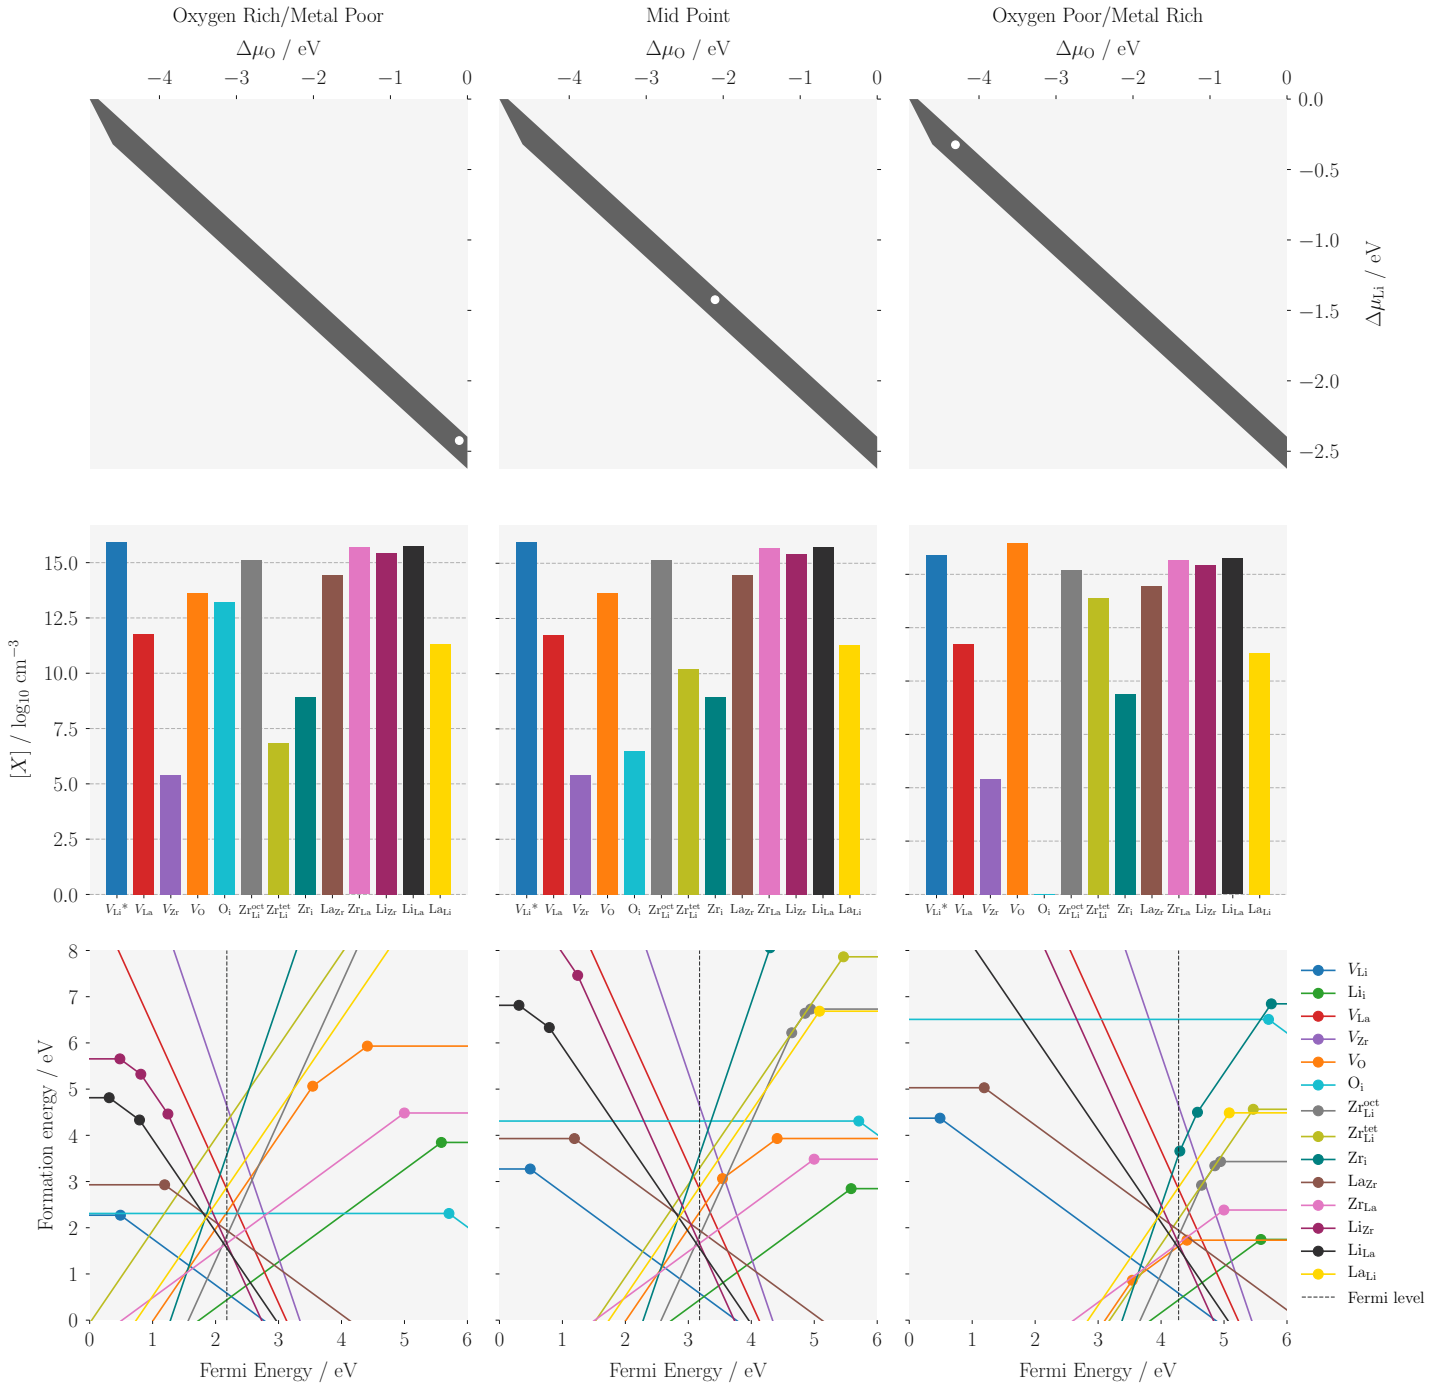 Oxygen Rich/Metal Poor Mid Point Oxygen Poor/Metal Rich
Δμ_O / eV Δμ_O / eV Δμ_O / eV
−4 −3 −2 −1 0 −4 −3 −2 −1 0 −4 −3 −2 −1 0
0.0
−0.5
−1.0
−1.5
−2.0
−2.5
Δμ_Li / eV
[X] / log₁₀ cm⁻³
15.0
12.5
10.0
7.5
5.0
2.5
0.0
V_Li* V_La V_Zr V_O O_i Zr_Li^oct Zr_Li^tet Zr_i La_Zr Zr_La Li_Zr Li_La La_Li
V_Li* V_La V_Zr V_O O_i Zr_Li^oct Zr_Li^tet Zr_i La_Zr Zr_La Li_Zr Li_La La_Li
V_Li* V_La V_Zr V_O O_i Zr_Li^oct Zr_Li^tet Zr_i La_Zr Zr_La Li_Zr Li_La La_Li
Formation energy / eV
8
7
6
5
4
3
2
1
0
0 1 2 3 4 5 6 0 1 2 3 4 5 6 0 1 2 3 4 5 6
Fermi Energy / eV Fermi Energy / eV Fermi Energy / eV
V_Li
Li_i
V_La
V_Zr
V_O
O_i
Zr_Li^oct
Zr_Li^tet
Zr_i
La_Zr
Zr_La
Li_Zr
Li_La
La_Li
Fermi level